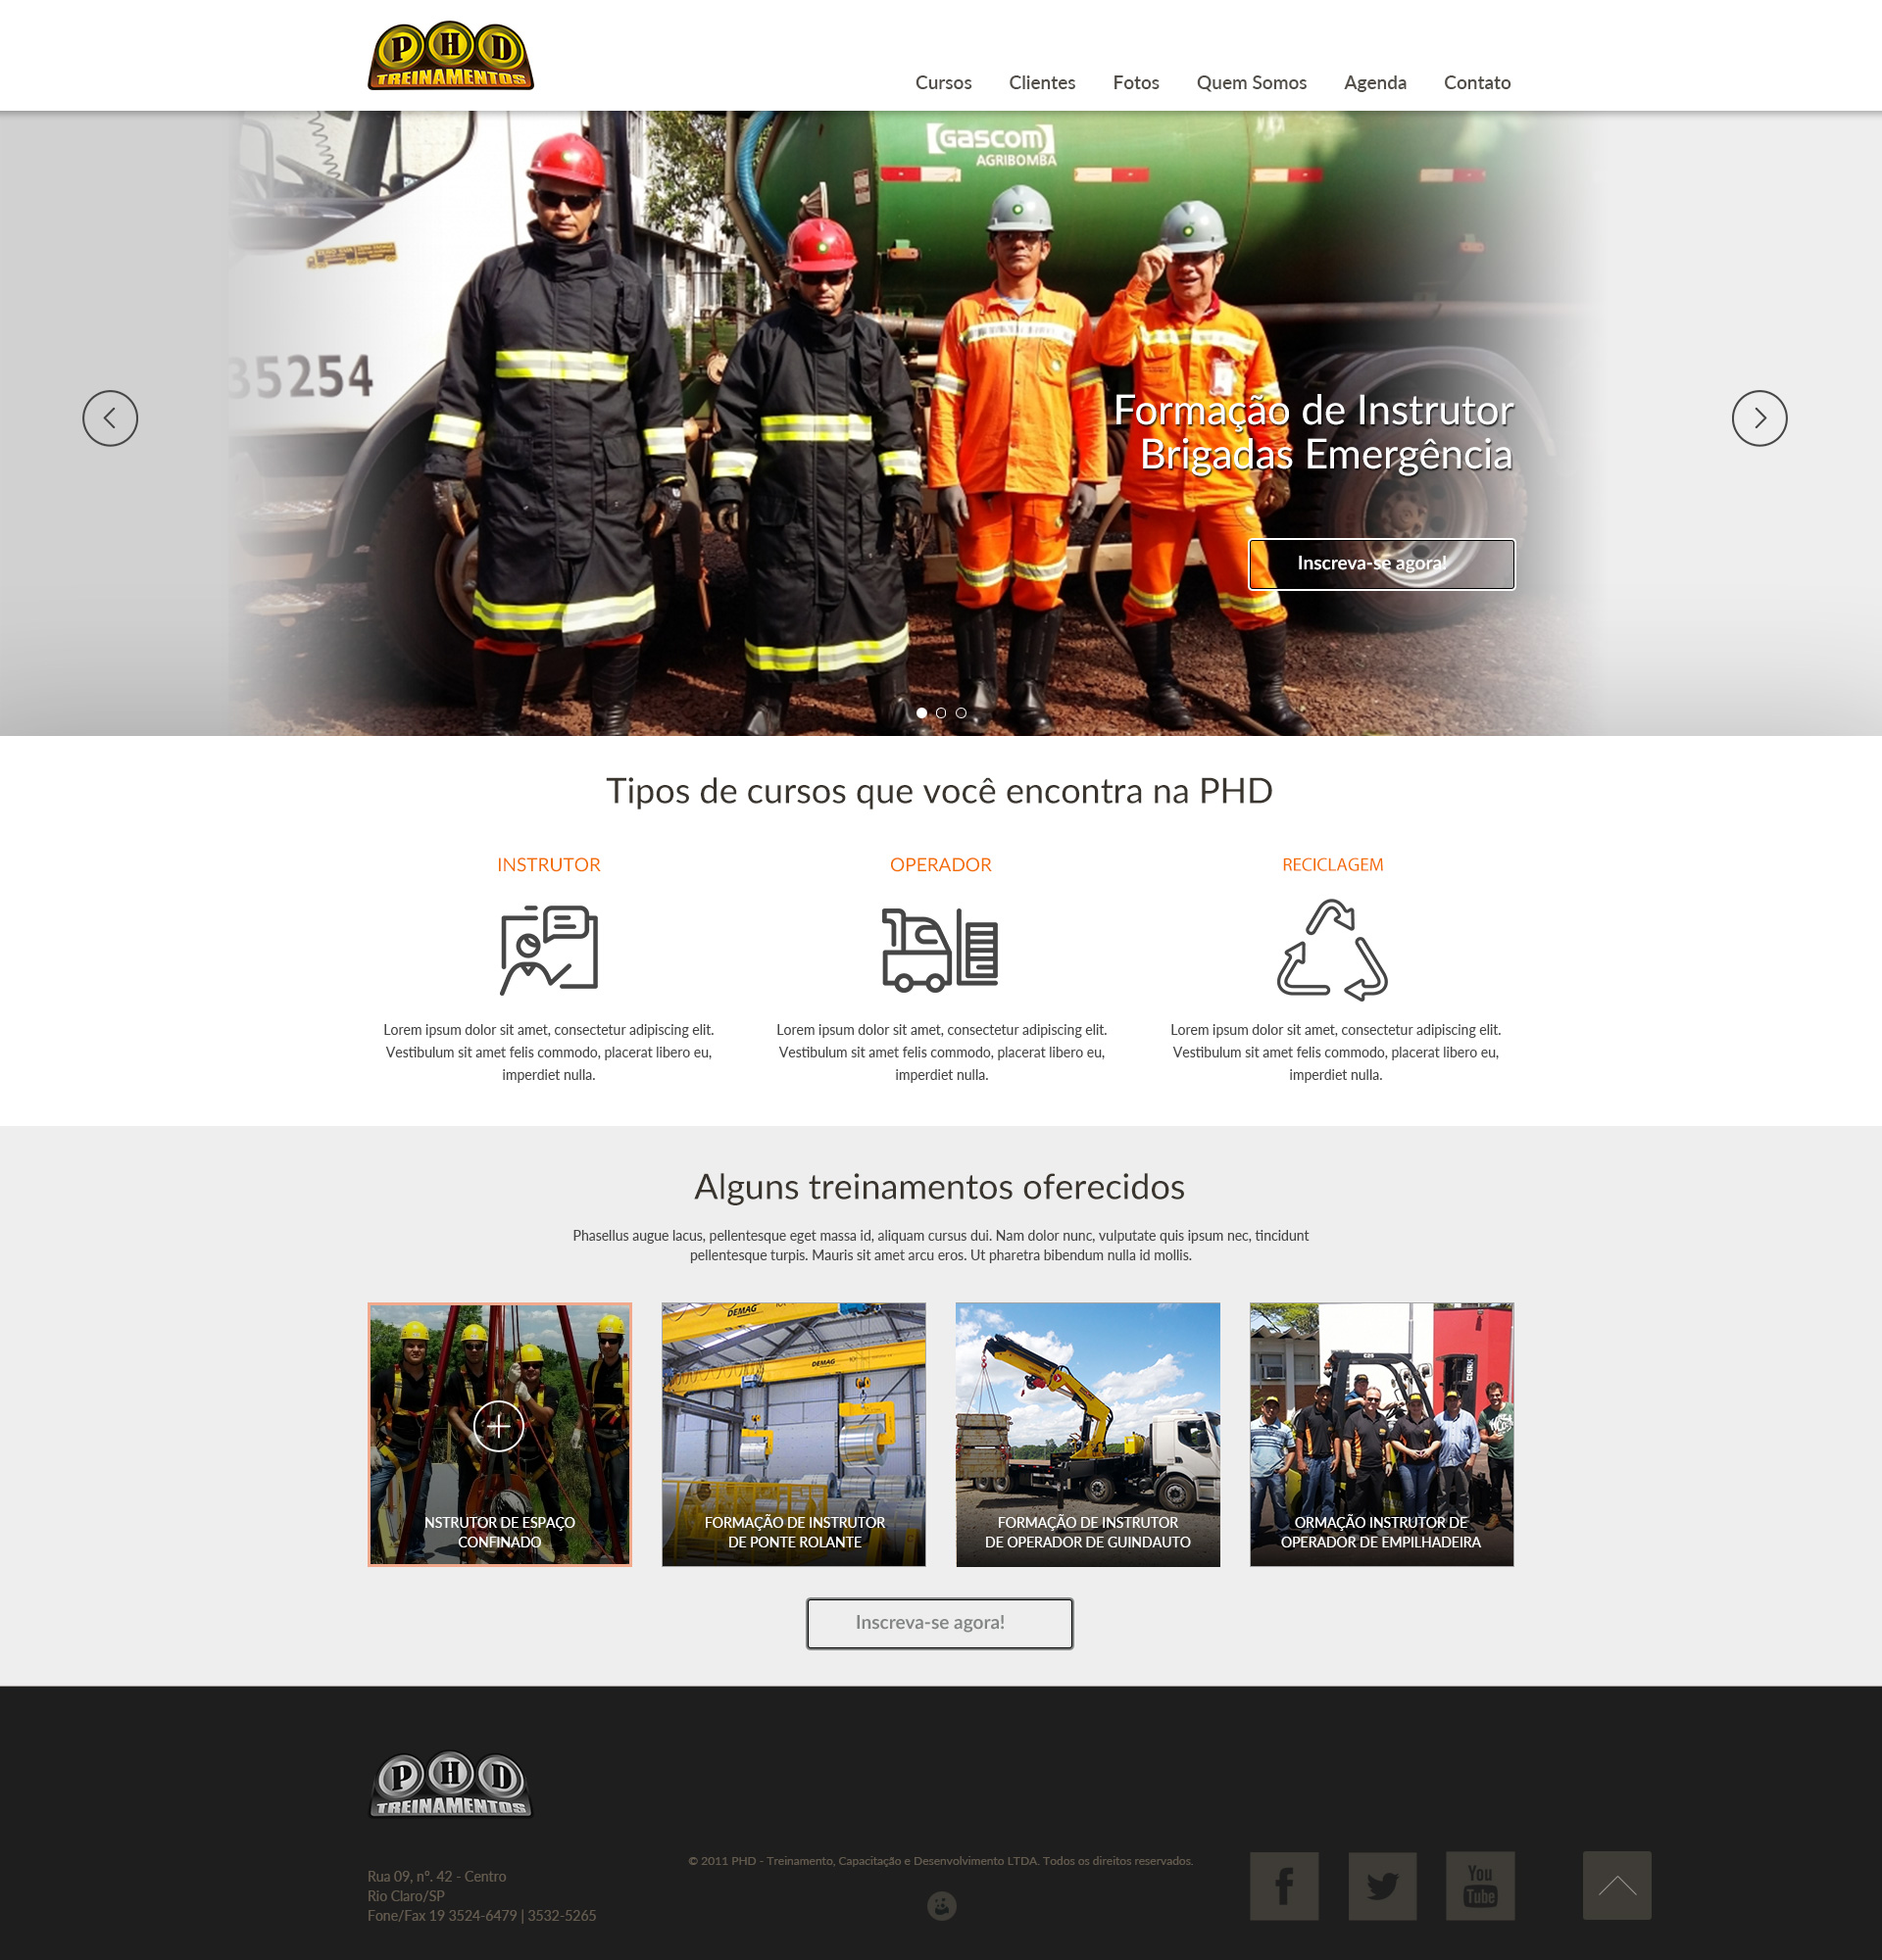 PHD
TREINAMENTOS
Cursos
Clientes
Fotos
Quem Somos
Agenda
Contato
GASCOM
AGRIBOMBA
35254
Formação de Instrutor
Brigadas Emergência
Inscreva-se agora!
Tipos de cursos que você encontra na PHD
INSTRUTOR
Lorem ipsum dolor sit amet, consectetur adipiscing elit.
Vestibulum sit amet felis commodo, placerat libero eu,
imperdiet nulla.
OPERADOR
Lorem ipsum dolor sit amet, consectetur adipiscing elit.
Vestibulum sit amet felis commodo, placerat libero eu,
imperdiet nulla.
RECICLAGEM
Lorem ipsum dolor sit amet, consectetur adipiscing elit.
Vestibulum sit amet felis commodo, placerat libero eu,
imperdiet nulla.
Alguns treinamentos oferecidos
Phasellus augue lacus, pellentesque eget massa id, aliquam cursus dui. Nam dolor nunc, vulputate quis ipsum nec, tincidunt
pellentesque turpis. Mauris sit amet arcu eros. Ut pharetra bibendum nulla id mollis.
NSTRUTOR DE ESPAÇO
CONFINADO
DEMAG
DEMAG
FORMAÇÃO DE INSTRUTOR
DE PONTE ROLANTE
FORMAÇÃO DE INSTRUTOR
DE OPERADOR DE GUINDAUTO
ORMAÇÃO INSTRUTOR DE
OPERADOR DE EMPILHADEIRA
Inscreva-se agora!
PHD
TREINAMENTOS
Rua 09, nº. 42 - Centro
Rio Claro/SP
Fone/Fax 19 3524-6479 | 3532-5265
© 2011 PHD - Treinamento, Capacitação e Desenvolvimento LTDA. Todos os direitos reservados.
You
Tube